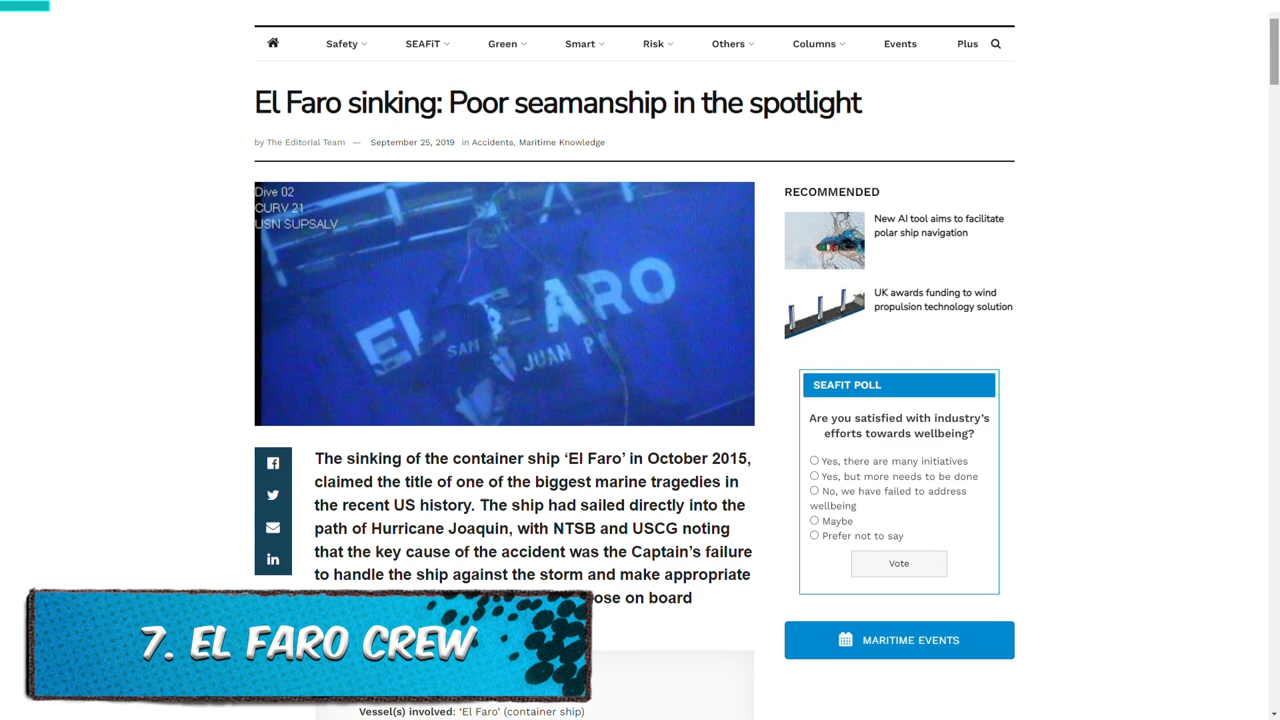 Safety SEAFiT Green Smart Risk Others Columns Events Plus
El Faro sinking: Poor seamanship in the spotlight
by The Editorial Team — September 25, 2019 in Accidents, Maritime Knowledge
Dive 02
CURV 21
USN SUPSALV
EL FARO
SAN JUAN P
The sinking of the container ship ‘El Faro’ in October 2015,
claimed the title of one of the biggest marine tragedies in
the recent US history. The ship had sailed directly into the
path of Hurricane Joaquin, with NTSB and USCG noting
that the key cause of the accident was the Captain’s failure
to handle the ship against the storm and make appropriate
ose on board
Vessel(s) involved: ‘El Faro’ (container ship)
RECOMMENDED
New AI tool aims to facilitate
polar ship navigation
UK awards funding to wind
propulsion technology solution
SEAFIT POLL
Are you satisfied with industry’s
efforts towards wellbeing?
Yes, there are many initiatives
Yes, but more needs to be done
No, we have failed to address
wellbeing
Maybe
Prefer not to say
Vote
MARITIME EVENTS
7. EL FARO CREW